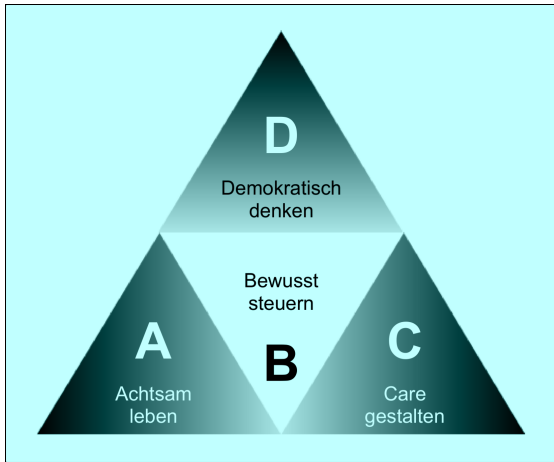 D
Demokratisch
denken
Bewusst
steuern
A
B
C
Achtsam
leben
Care
gestalten